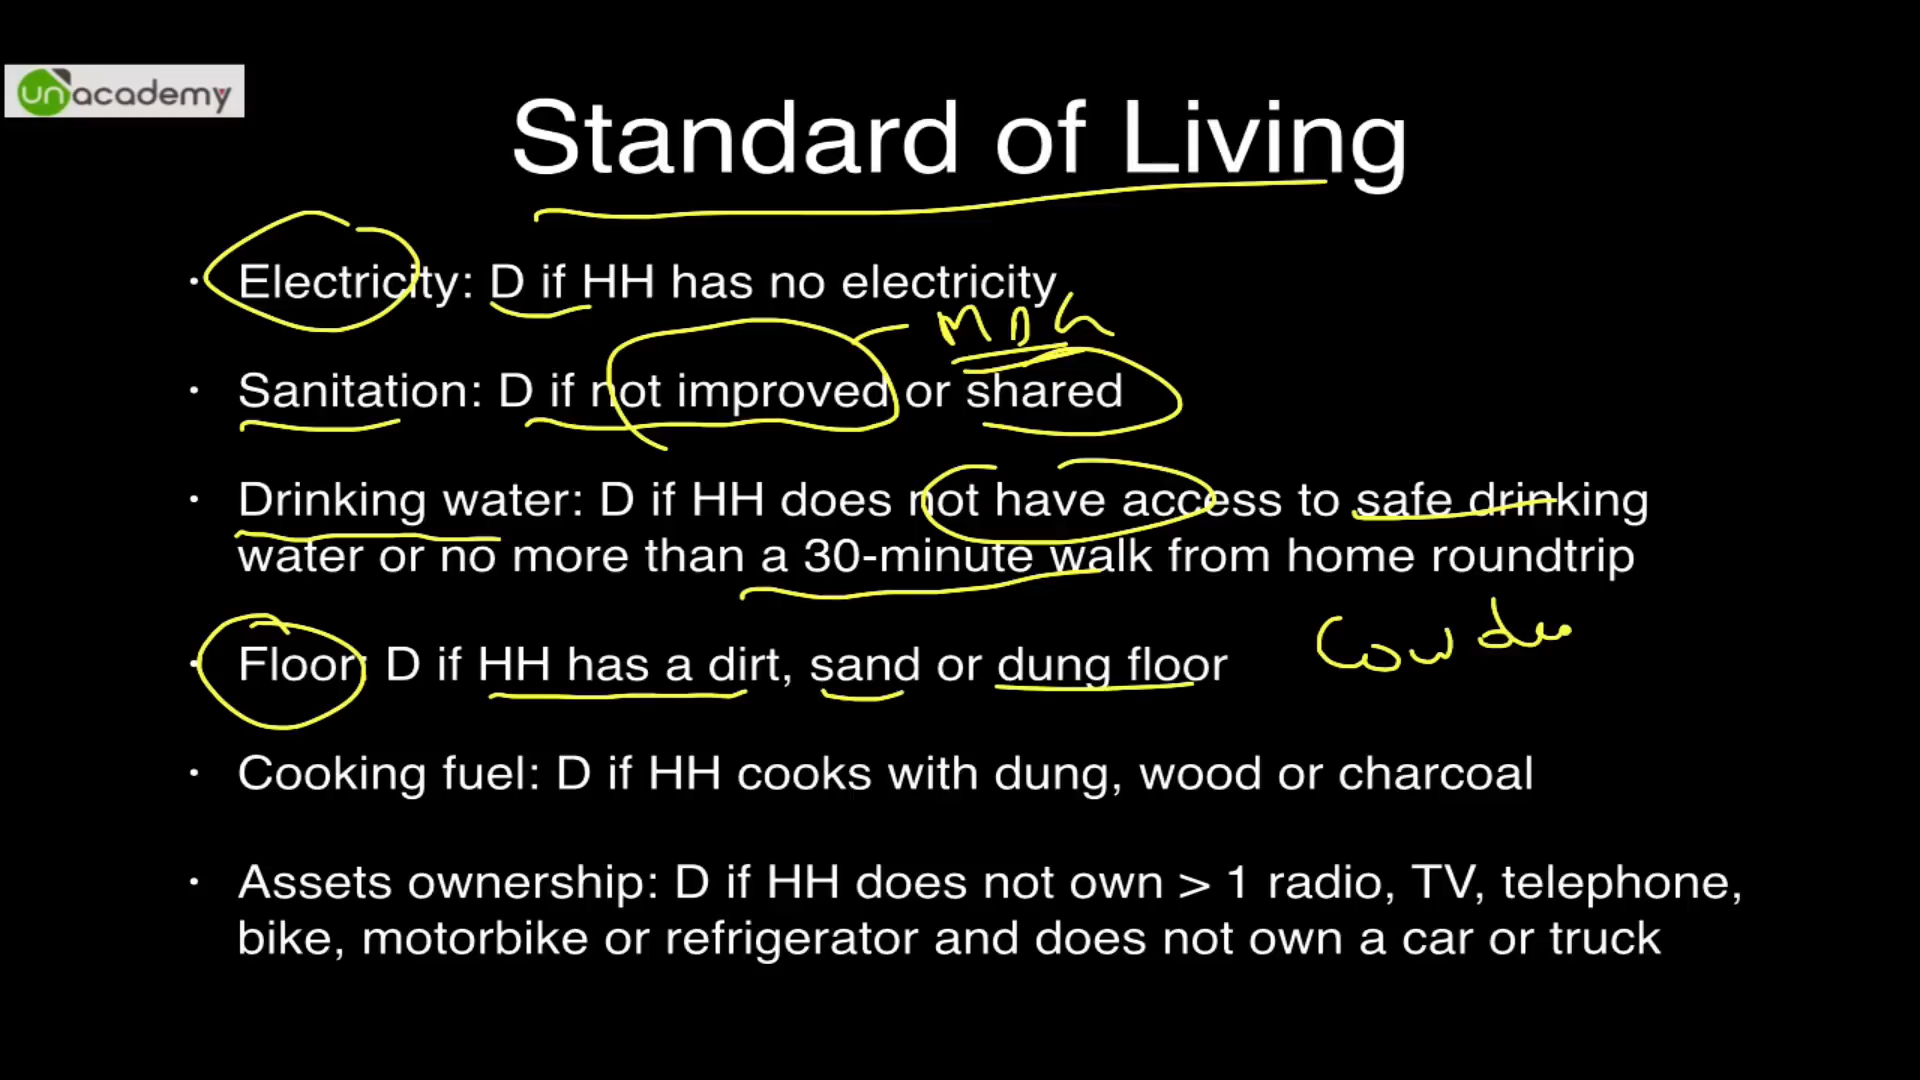 unacademy
Standard of Living
• Electricity: D if HH has no electricity
MDG
• Sanitation: D if not improved or shared
• Drinking water: D if HH does not have access to safe drinking
water or no more than a 30-minute walk from home roundtrip
• Floor: D if HH has a dirt, sand or dung floor
Cow du
• Cooking fuel: D if HH cooks with dung, wood or charcoal
• Assets ownership: D if HH does not own > 1 radio, TV, telephone,
bike, motorbike or refrigerator and does not own a car or truck